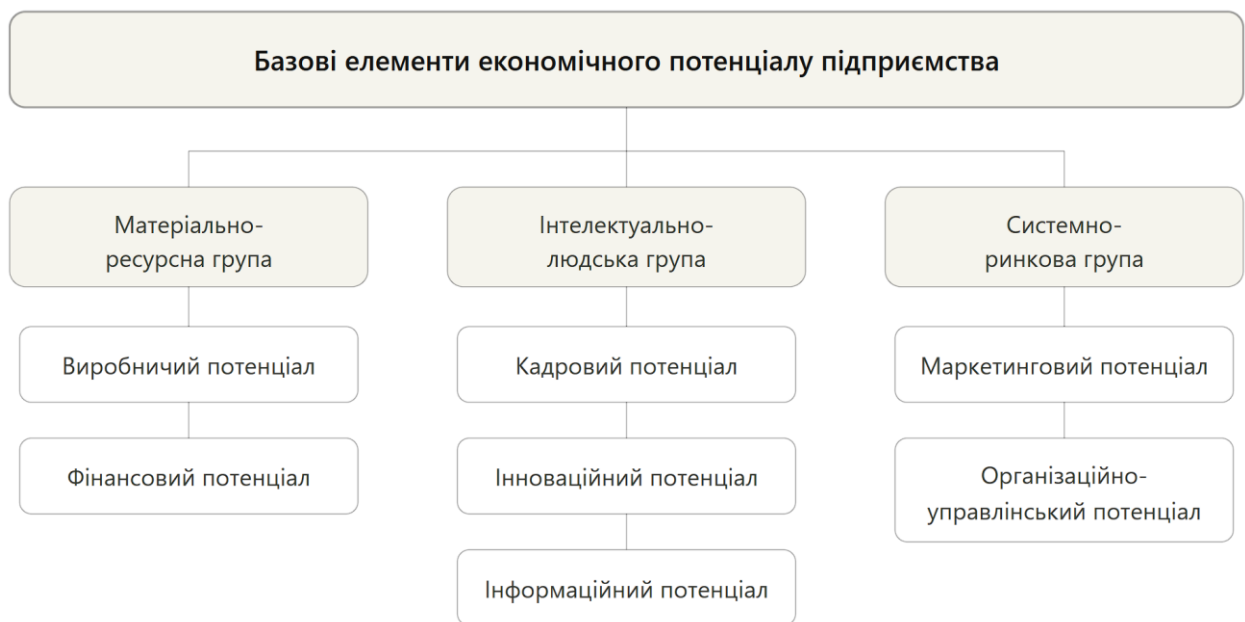 Базові елементи економічного потенціалу підприємства
Матеріально-
ресурсна група
Інтелектуально-
людська група
Системно-
ринкова група
Виробничий потенціал
Кадровий потенціал
Маркетинговий потенціал
Фінансовий потенціал
Інноваційний потенціал
Організаційно-
управлінський потенціал
Інформаційний потенціал